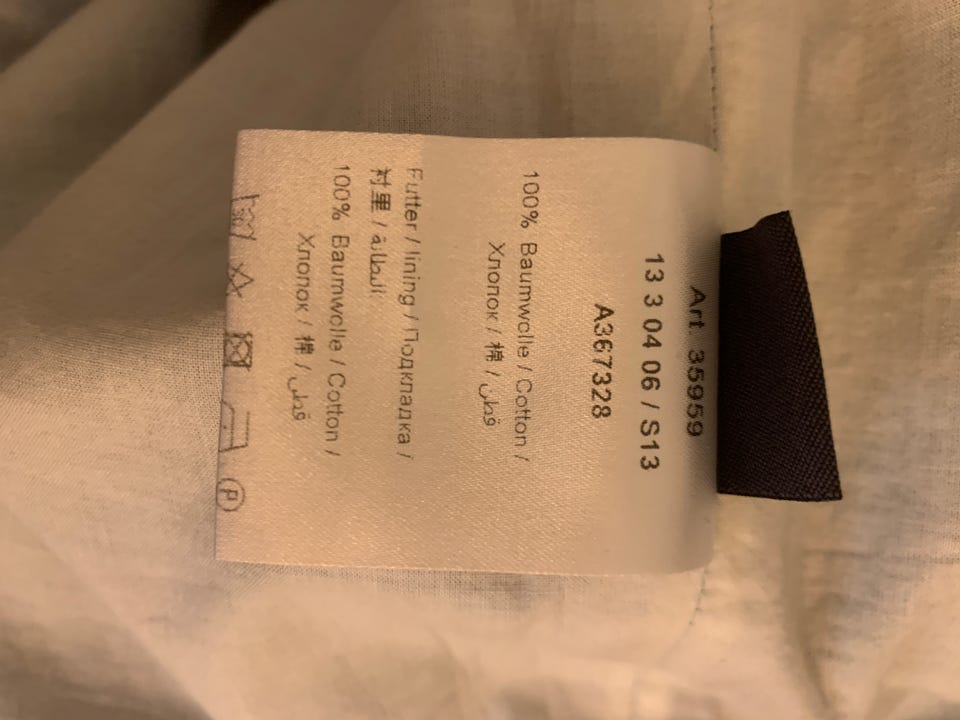 Art 35959
13 3 04 06 / S13
A367328
100% Baumwolle / Cotton /
Хлопок / 棉 / قطن
Futter / lining / Подкладка /
衬里 / البطانة:
100% Baumwolle / Cotton /
Хлопок / 棉 / قطن
P